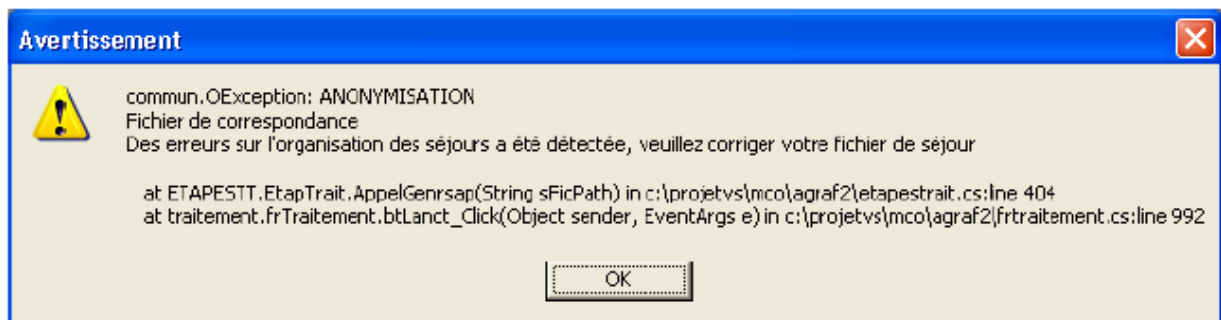 Avertissement
commun.OException: ANONYMISATION
Fichier de correspondance
Des erreurs sur l'organisation des séjours a été détectée, veuillez corriger votre fichier de séjour
at ETAPESTT.EtapTrait.AppelGenrsap(String sFicPath) in c:\projetvs\mco\agraf2\etapestrait.cs:line 404
at traitement.frTraitement.btLanct_Click(Object sender, EventArgs e) in c:\projetvs\mco\agraf2\frtraitement.cs:line 992
OK